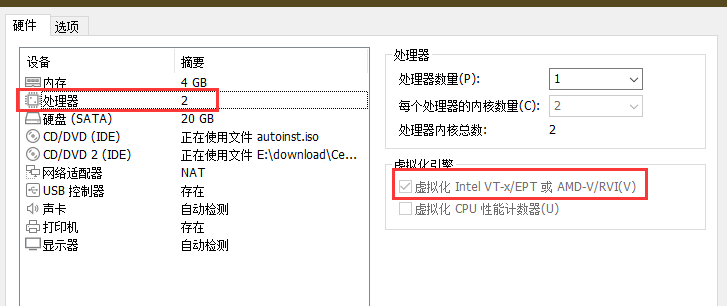 硬件 选项
设备 摘要
内存 4 GB
处理器 2
硬盘 (SATA) 20 GB
CD/DVD (IDE) 正在使用文件 autoinst.iso
CD/DVD 2 (IDE) 正在使用文件 E:\download\Ce...
网络适配器 NAT
USB 控制器 存在
声卡 自动检测
打印机 存在
显示器 自动检测
处理器
处理器数量(P): 1
每个处理器的内核数量(C): 2
处理器内核总数: 2
虚拟化引擎
虚拟化 Intel VT-x/EPT 或 AMD-V/RVI(V)
虚拟化 CPU 性能计数器(U)